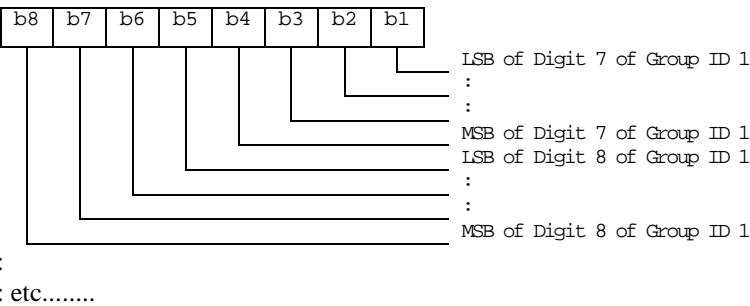 b8 b7 b6 b5 b4 b3 b2 b1
LSB of Digit 7 of Group ID 1
:
:
MSB of Digit 7 of Group ID 1
LSB of Digit 8 of Group ID 1
:
:
MSB of Digit 8 of Group ID 1
:
: etc........